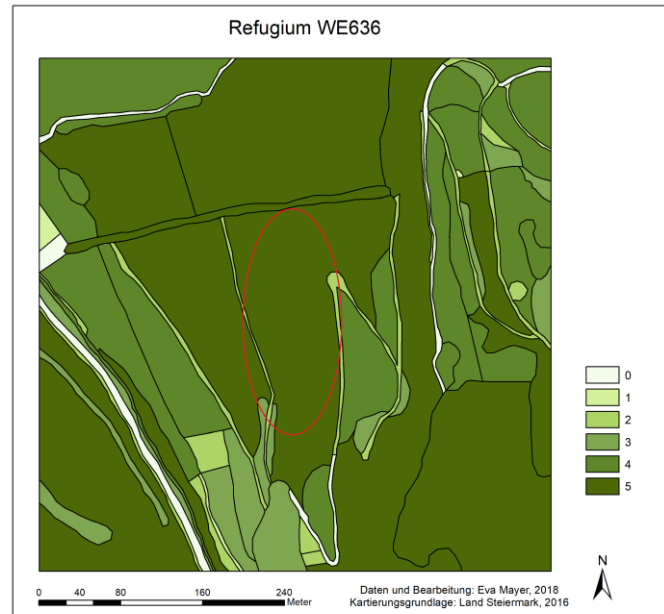 Refugium WE636
0
1
2
3
4
5
N
0 40 80 160 240
Meter
Daten und Bearbeitung: Eva Mayer, 2018
Kartierungsgrundlage: Land Steiermark, 2016